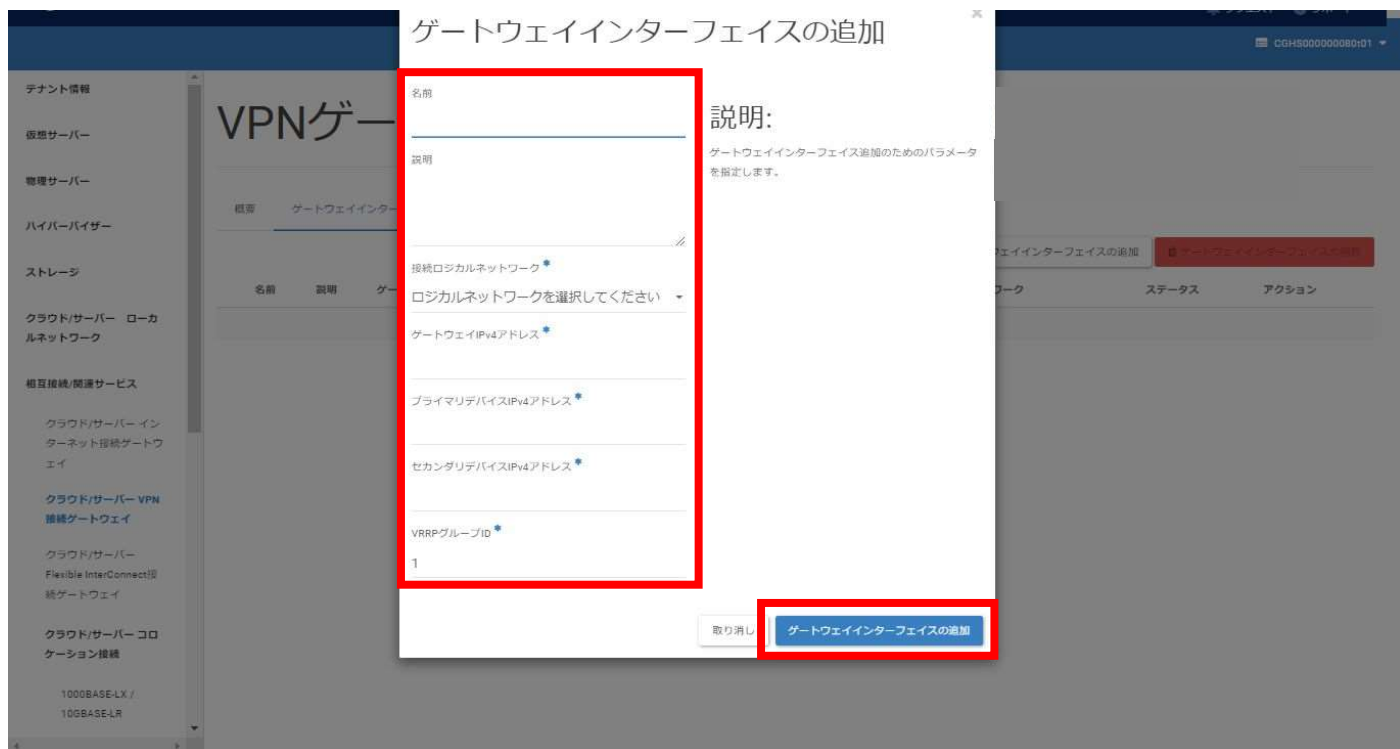 ゲートウェイインターフェイスの追加
CGHS000000080t01
テナント情報
仮想サーバー
物理サーバー
ハイパーバイザー
ストレージ
クラウド/サーバー ローカ
ルネットワーク
相互接続/関連サービス
クラウド/サーバー イン
ターネット接続ゲートウ
ェイ
クラウド/サーバー VPN
接続ゲートウェイ
クラウド/サーバー
Flexible InterConnect接
続ゲートウェイ
クラウド/サーバー コロ
ケーション接続
1000BASE-LX /
10GBASE-LR
VPNゲー
概要 ゲートウェイインター
名前 説明 ゲー
名前
説明
接続ロジカルネットワーク *
ロジカルネットワークを選択してください
ゲートウェイIPv4アドレス *
プライマリデバイスIPv4アドレス *
セカンダリデバイスIPv4アドレス *
VRRPグループID *
1
説明:
ゲートウェイインターフェイス追加のためのパラメータ
を指定します。
取り消し ゲートウェイインターフェイスの追加
ェイインターフェイスの追加 ゲートウェイインターフェイスの削除
ワーク ステータス アクション